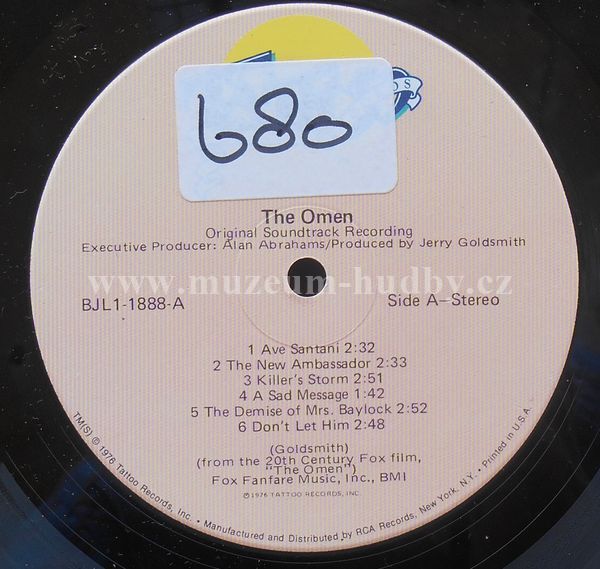 680
OS
The Omen
Original Soundtrack Recording
Executive Producer: Alan Abrahams/Produced by Jerry Goldsmith
www.muzeum-hudby.cz
BJL1-1888-A
Side A–Stereo
1 Ave Santani 2:32
2 The New Ambassador 2:33
3 Killer's Storm 2:51
4 A Sad Message 1:42
5 The Demise of Mrs. Baylock 2:52
6 Don't Let Him 2:48
(Goldsmith)
(from the 20th Century Fox film,
"The Omen")
Fox Fanfare Music, Inc., BMI
℗1976 TATTOO RECORDS, INC.
TM(S) © 1976 Tattoo Records, Inc. • Manufactured and Distributed by RCA Records, New York, N.Y. • Printed in U.S.A.